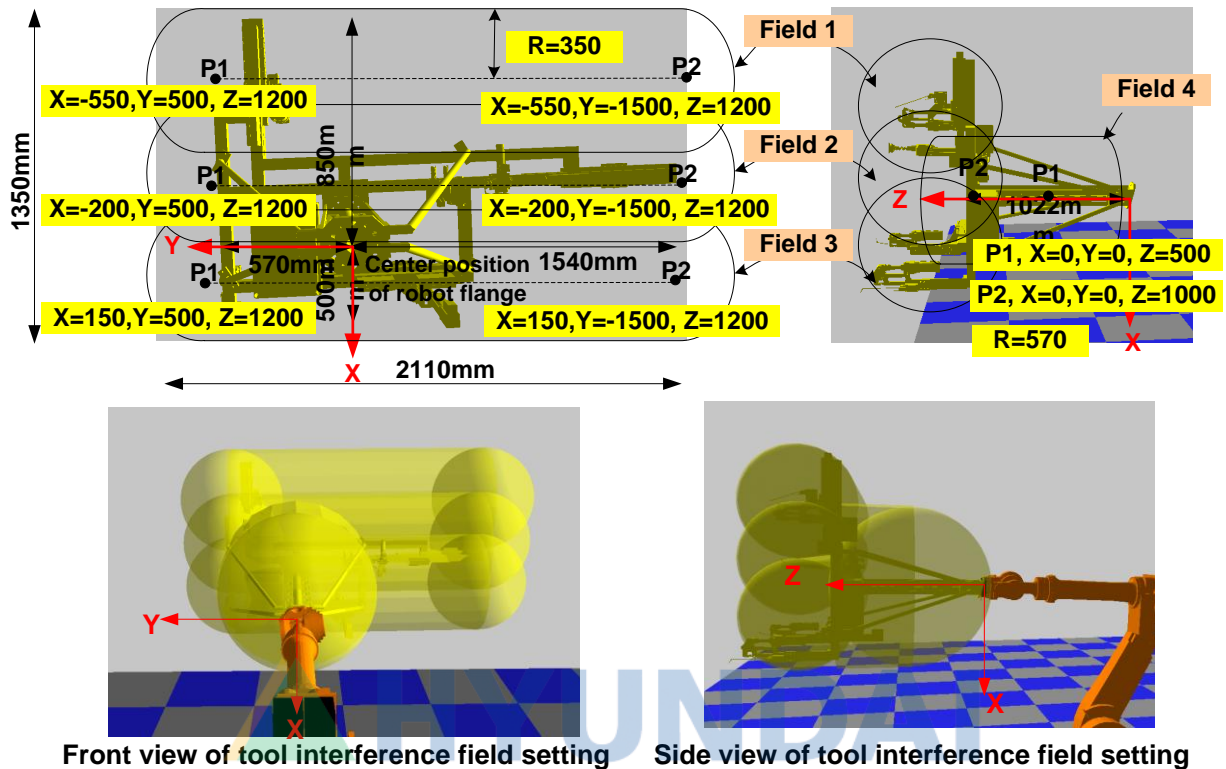 Field 1
R=350
P1
P2
X=-550,Y=500, Z=1200
X=-550,Y=-1500, Z=1200
Field 4
1350mm
850m
m
Field 2
P1
P2
X=-200,Y=500, Z=1200
X=-200,Y=-1500, Z=1200
P2
P1
Z
1022m
m
Y
570mm
Center position
of robot flange
1540mm
Field 3
P1
P2
500m
m
X=150,Y=500, Z=1200
X=150,Y=-1500, Z=1200
P1, X=0,Y=0, Z=500
P2, X=0,Y=0, Z=1000
R=570
X
X
2110mm
Y
X
Z
X
HYUNDAI
Front view of tool interference field setting
Side view of tool interference field setting